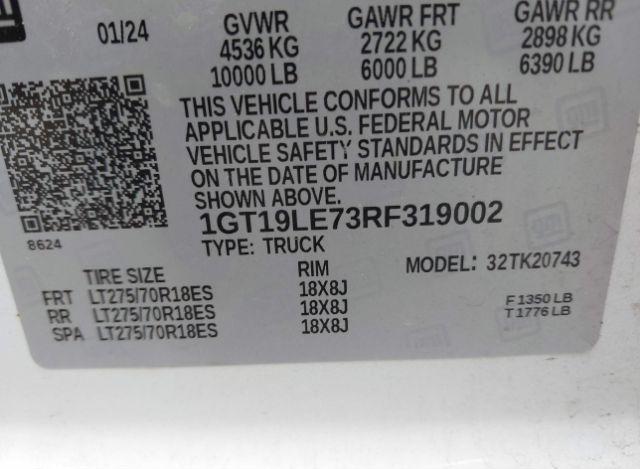 01/24 GVWR GAWR FRT GAWR RR
4536 KG 2722 KG 2898 KG
10000 LB 6000 LB 6390 LB
THIS VEHICLE CONFORMS TO ALL
APPLICABLE U.S. FEDERAL MOTOR
VEHICLE SAFETY STANDARDS IN EFFECT
ON THE DATE OF MANUFACTURE
SHOWN ABOVE.
8624
1GT19LE73RF319002
TYPE: TRUCK
MODEL: 32TK20743
TIRE SIZE RIM
FRT LT275/70R18ES 18X8J
RR LT275/70R18ES 18X8J
SPA LT275/70R18ES 18X8J
F 1350 LB
T 1776 LB
gm